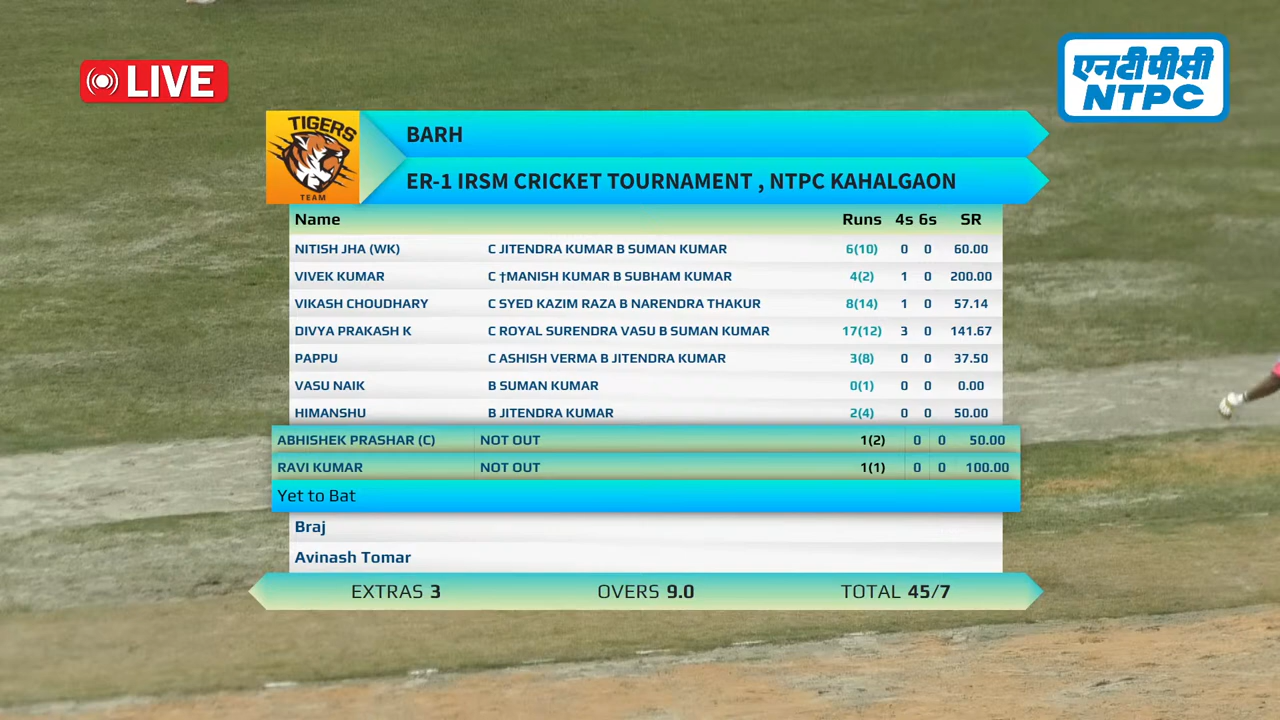 LIVE
एनटीपीसी
NTPC
TIGERS
TEAM
BARH
ER-1 IRSM CRICKET TOURNAMENT , NTPC KAHALGAON
Name Runs 4s 6s SR
NITISH JHA (WK) C JITENDRA KUMAR B SUMAN KUMAR 6(10) 0 0 60.00
VIVEK KUMAR C †MANISH KUMAR B SUBHAM KUMAR 4(2) 1 0 200.00
VIKASH CHOUDHARY C SYED KAZIM RAZA B NARENDRA THAKUR 8(14) 1 0 57.14
DIVYA PRAKASH K C ROYAL SURENDRA VASU B SUMAN KUMAR 17(12) 3 0 141.67
PAPPU C ASHISH VERMA B JITENDRA KUMAR 3(8) 0 0 37.50
VASU NAIK B SUMAN KUMAR 0(1) 0 0 0.00
HIMANSHU B JITENDRA KUMAR 2(4) 0 0 50.00
ABHISHEK PRASHAR (C) NOT OUT 1(2) 0 0 50.00
RAVI KUMAR NOT OUT 1(1) 0 0 100.00
Yet to Bat
Braj
Avinash Tomar
EXTRAS 3 OVERS 9.0 TOTAL 45/7